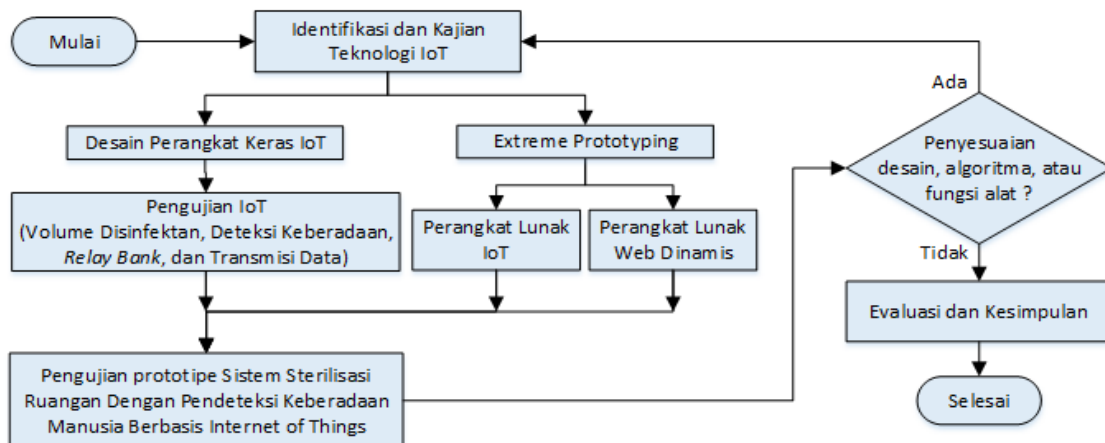 Mulai
Identifikasi dan Kajian
Teknologi IoT
Desain Perangkat Keras IoT
Extreme Prototyping
Pengujian IoT
(Volume Disinfektan, Deteksi Keberadaan,
Relay Bank, dan Transmisi Data)
Perangkat Lunak
IoT
Perangkat Lunak
Web Dinamis
Pengujian prototipe Sistem Sterilisasi
Ruangan Dengan Pendeteksi Keberadaan
Manusia Berbasis Internet of Things
Ada
Penyesuaian
desain, algoritma, atau
fungsi alat ?
Tidak
Evaluasi dan Kesimpulan
Selesai